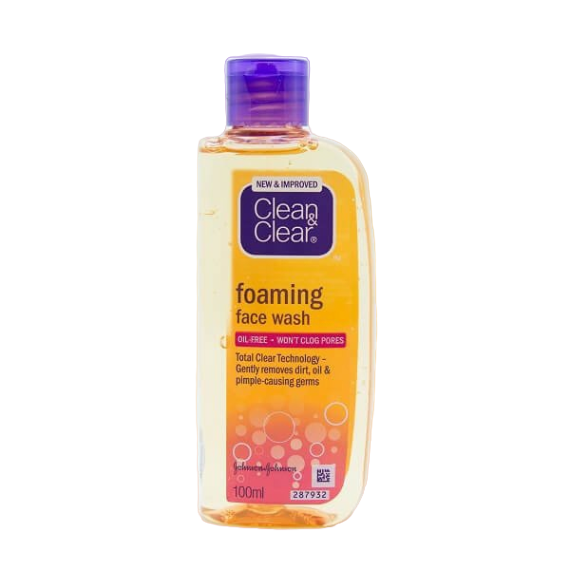 NEW & IMPROVED
Clean &
Clear®
foaming
face wash
OIL-FREE - WON'T CLOG PORES
Total Clear Technology –
Gently removes dirt, oil &
pimple-causing germs
Johnson & Johnson
100ml
287932